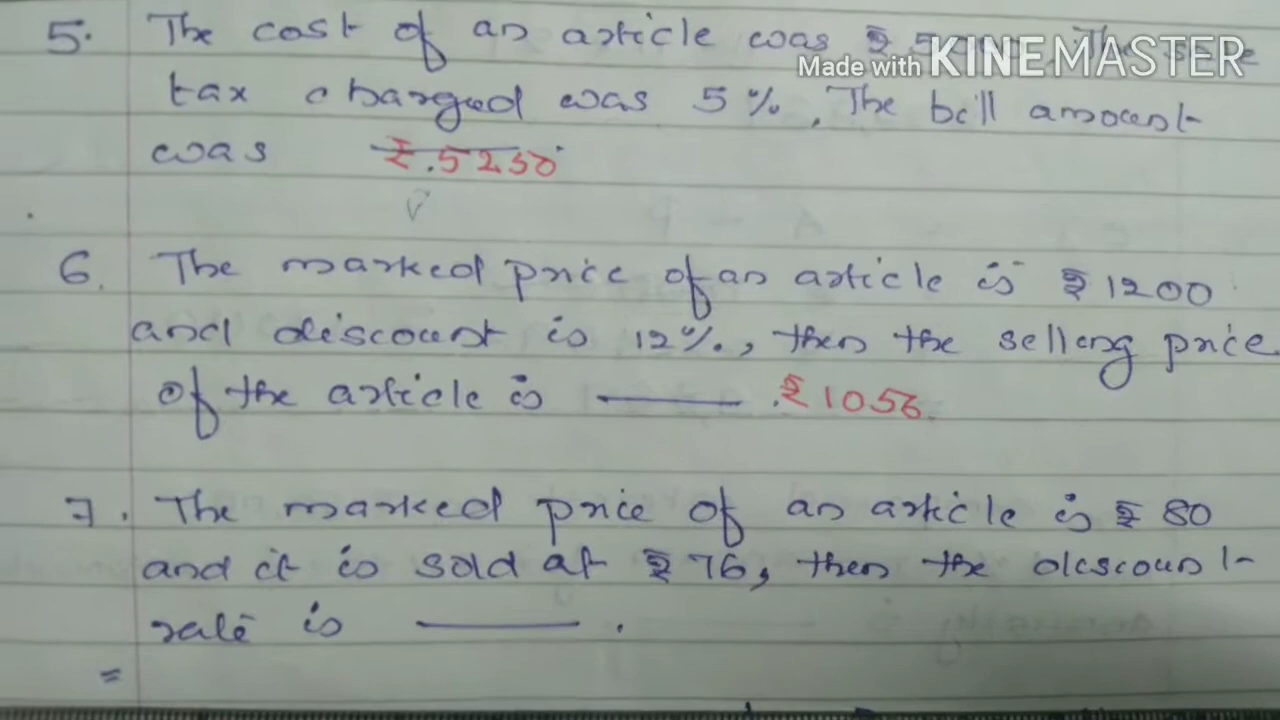 5. The cost of an article was ₹ 5000. The sale
Made with KINEMASTER
tax charged was 5%. The bill amount
was ₹.5250
6. The marked price of an article is ₹ 1200
and discount is 12%, then the selling price
of the article is ——— ₹1056.
7. The marked price of an article is ₹ 80
and it is sold at ₹ 76, then the discount
rate is ——— .
=